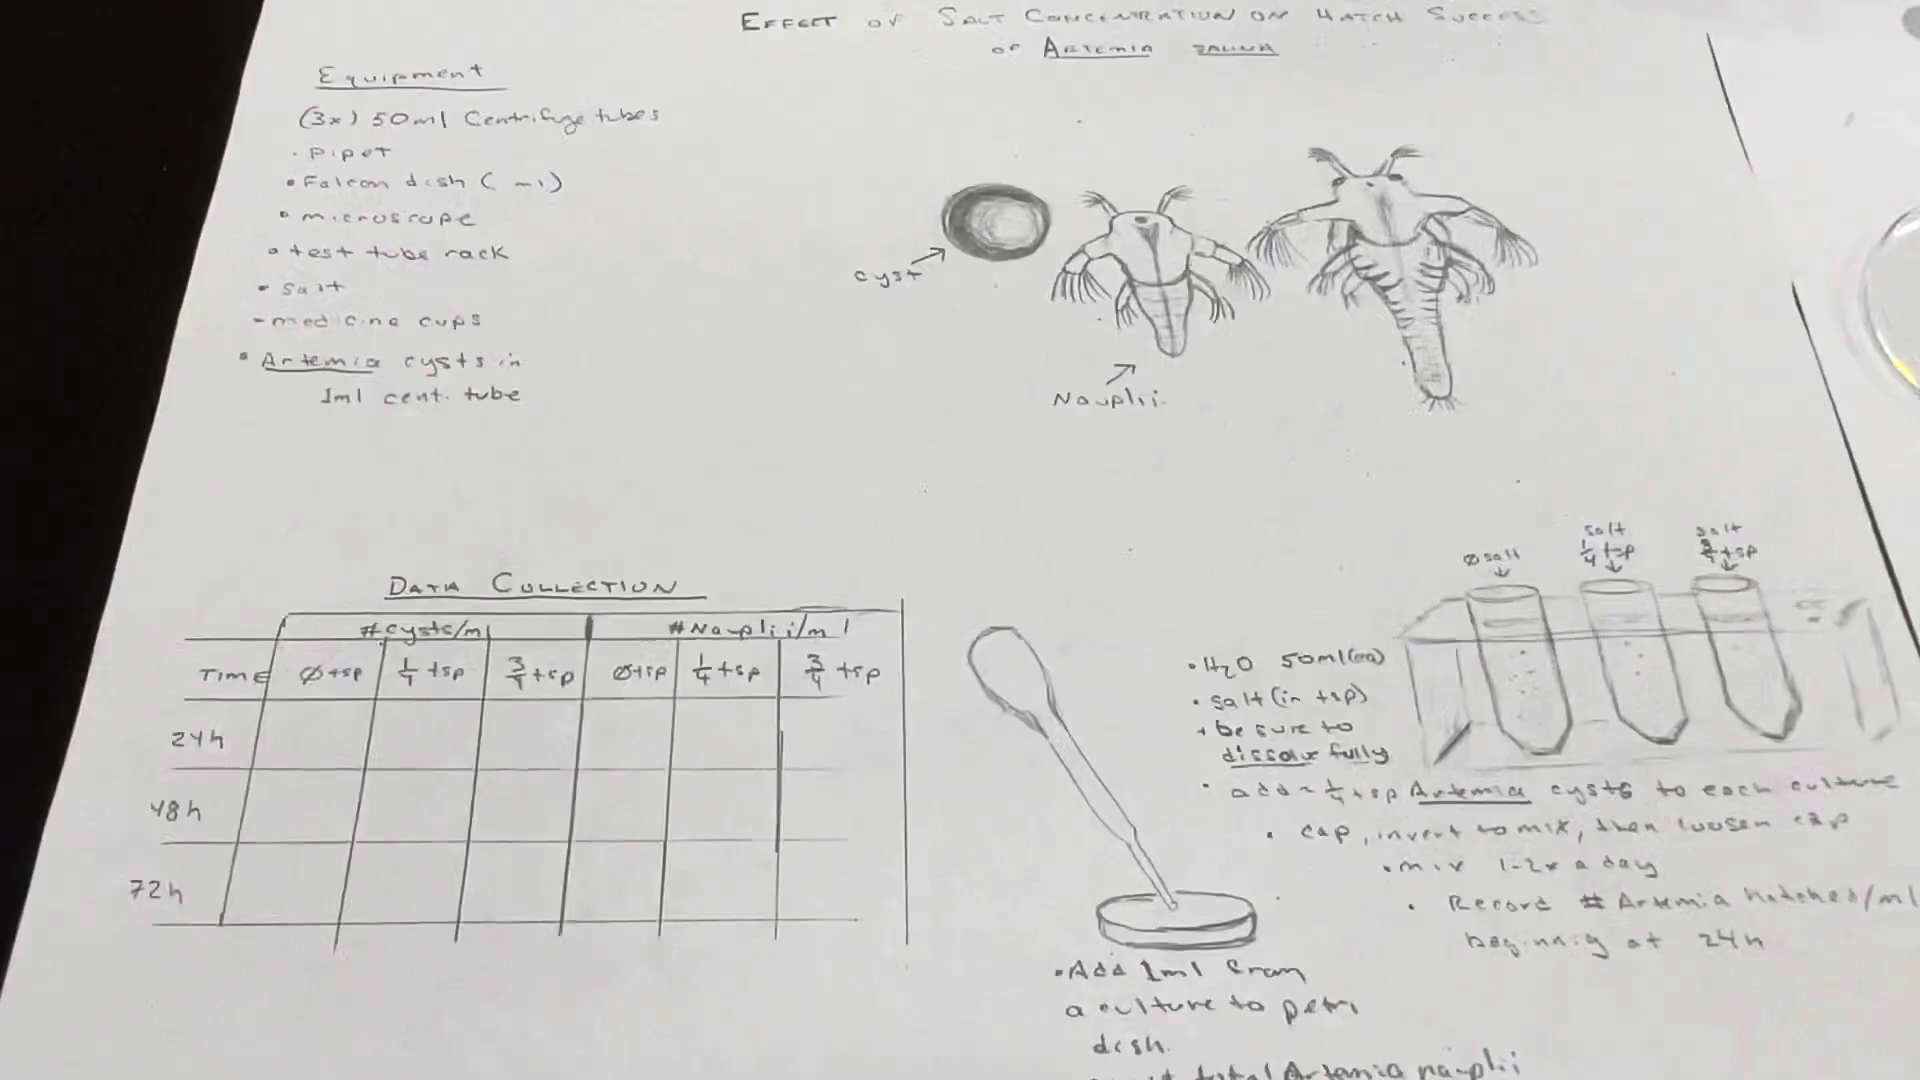 EFFECT OF SALT CONCENTRATION ON HATCH SUCCESS
OF ARTEMIA SALINA
Equipment
(3x) 50ml Centrifuge tubes
• Pipet
• Falcon dish ( ml)
• microscope
• test tube rack
• Salt
- medicine cups
• Artemia cysts in
1ml cent. tube
cyst
Nauplii
DATA COLLECTION
#Cysts/ml #Nauplii/ml
Time Ø tsp 1/4 tsp 3/4 tsp Ø tsp 1/4 tsp 3/4 tsp
24h
48h
72h
Ø salt
salt
1/4 tsp
salt
3/4 tsp
• H2O 50ml (ea)
• salt (in tsp)
• be sure to
dissolve fully
• add ~ 1/4 tsp Artemia cysts to each culture
• cap, invert to mix, then loosen cap
• mix 1-2x a day
• Record # Artemia hatched/ml
beginnig at 24h
• Add 1ml from
a culture to petri
dish.
total Artemia nauplii